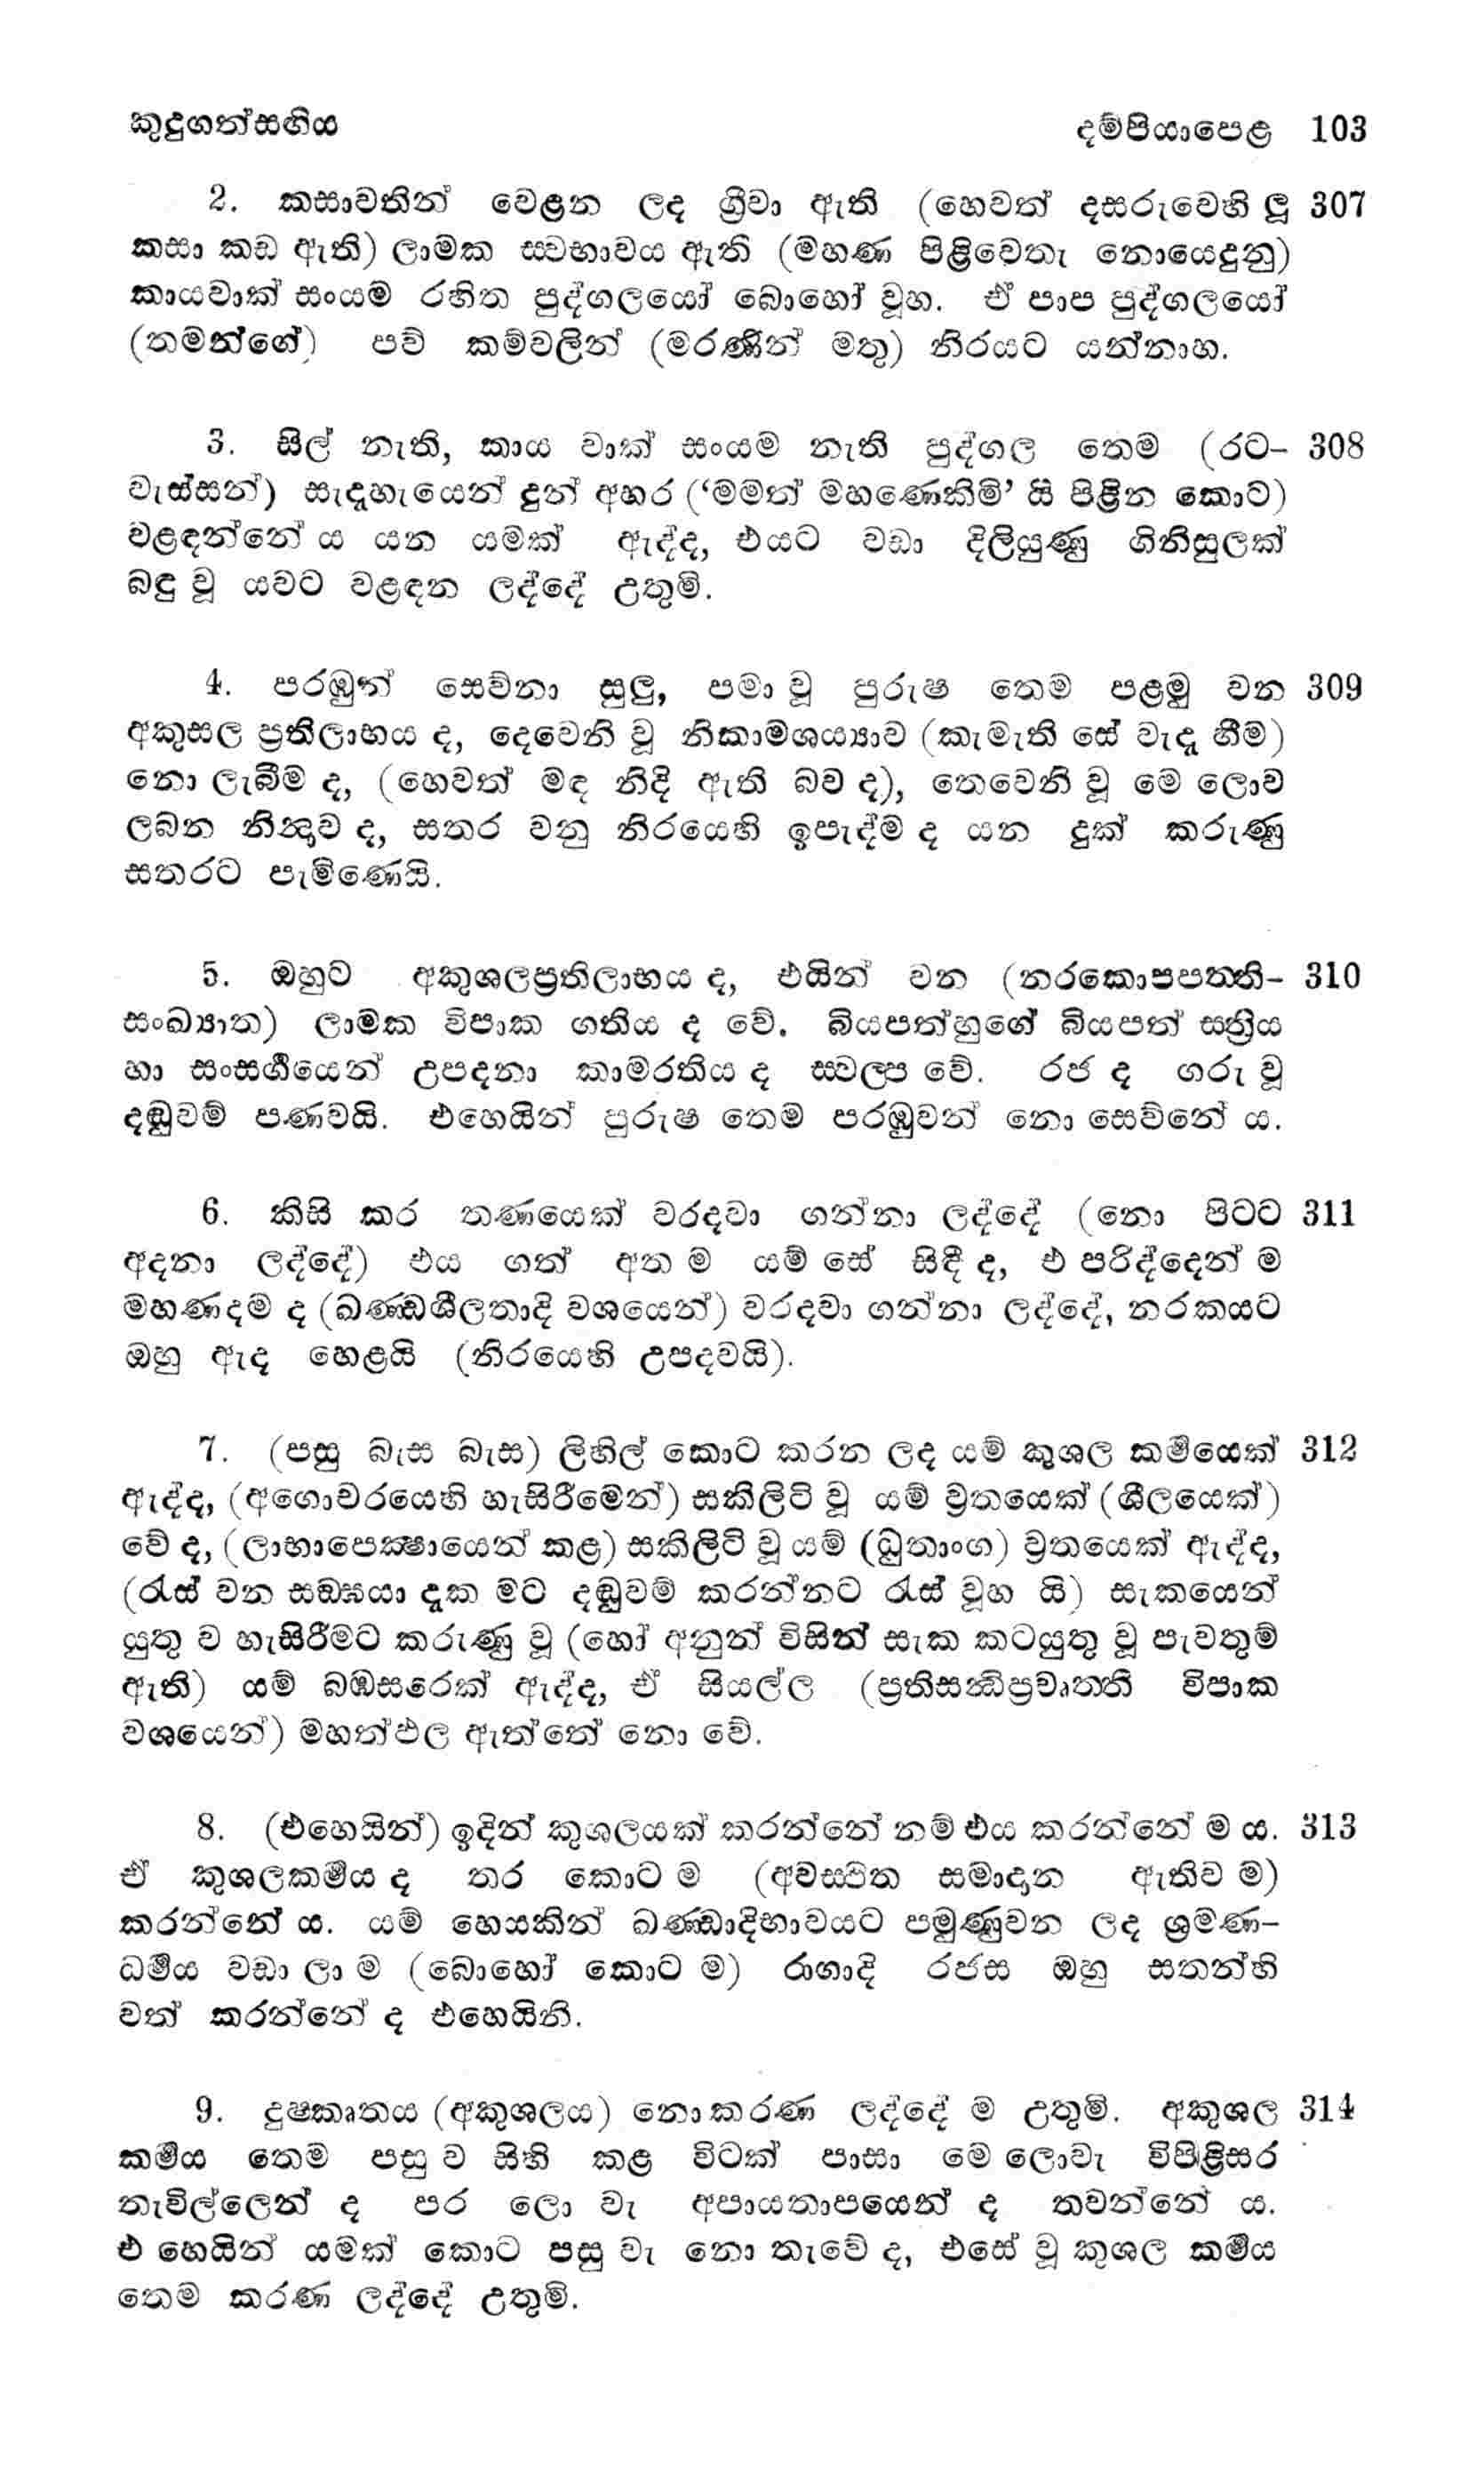 කුදුගත්සඟිය දම්පියාපෙළ 103
2. කසාවතින් වෙළන ලද ග්‍රීවා ඇති (හෙවත් දසරුවෙහි ලූ 307
කසා කඩ ඇති) ලාමක ස්වභාවය ඇති (මහණ පිළිවෙතැ නොයෙදුනු)
කායවාක් සංයම රහිත පුද්ගලයෝ බොහෝ වූහ. ඒ පාප පුද්ගලයෝ
(තමන්ගේ) පව් කම්වලින් (මරණින් මතු) නිරයට යන්නාහ.
3. සිල් නැති, කාය වාක් සංයම නැති පුද්ගල තෙම (රට- 308
වැස්සන්) සැදැහැයෙන් දුන් අහර (‘මමත් මහණෙකිමි’ යි පිළින කොට)
වළඳන්නේ ය යන යමක් ඇද්ද, එයට වඩා දිලියුණු ගිනිසුලක්
බඳු වූ යවට වළඳන ලද්දේ උතුම්.
4. පරඹුන් සෙව්නා සුලු, පමා වූ පුරුෂ තෙම පළමු වන 309
අකුසල ප්‍රතිලාභය ද, දෙවෙනි වූ නිකාමශය්‍යාව (කැමැති සේ වැද හීම)
නො ලැබීම ද, (හෙවත් මඳ නිදි ඇති බව ද), තෙවෙනි වූ මෙ ලොව
ලබන නින්‍දාව ද, සතර වනු නිරයෙහි ඉපැද්ම ද යන දුක් කරුණු
සතරට පැමිණෙයි.
5. ඔහුට අකුශලප්‍රතිලාභය ද, එයින් වන (නරකොපපත්ති- 310
සංඛ්‍යාත) ලාමක විපාක ගතිය ද වේ. බියපත්හුගේ බියපත් ස්ත්‍රිය
හා සංසර්‍ගයෙන් උපදනා කාමරතිය ද ස්වල්ප වේ. රජ ද ගරු වූ
දඬුවම් පණවයි. එහෙයින් පුරුෂ තෙම පරඹුවන් නො සෙව්නේ ය.
6. කිසි කර තණයෙක් වරදවා ගන්නා ලද්දේ (නො පිටට 311
අදනා ලද්දේ) එය ගත් අත ම යම් සේ සිඳී ද, එ පරිද්දෙන් ම
මහණදම ද (ඛණ්ඩශීලතාදි වශයෙන්) වරදවා ගන්නා ලද්දේ, නරකයට
ඔහු ඇද හෙළයි (නිරයෙහි උපදවයි).
7. (පසු බැස බැස) ලිහිල් කොට කරන ලද යම් කුශල කර්‍මයෙක් 312
ඇද්ද, (අගොචරයෙහි හැසිරීමෙන්) සකිලිටි වූ යම් ව්‍රතයෙක් (ශීලයෙක්)
වේ ද, (ලාභාපෙක්‍ෂායෙන් කළ) සකිලිටි වූ යම් (ධුතාංග) ව්‍රතයෙක් ඇද්ද,
(රැස් වන සඞ්ඝයා දැක මට දඬුවම් කරන්නට රැස් වූහ යි) සැකයෙන්
යුතු ව හැසිරීමට කරුණු වූ (හෝ අනුන් විසින් සැක කටයුතු වූ පැවතුම්
ඇති) යම් බඹසරෙක් ඇද්ද, ඒ සියල්ල (ප්‍රතිසන්‍ධිප්‍රවෘත්ති විපාක
වශයෙන්) මහත්ඵල ඇත්තේ නො වේ.
8. (එහෙයින්) ඉදින් කුශලයක් කරන්නේ නම් එය කරන්නේ ම ය. 313
ඒ කුශලකර්‍මය ද තර කොට ම (අවස්ථිත සමාදාන ඇතිව ම)
කරන්නේ ය. යම් හෙයකින් ඛණ්ඩාදිභාවයට පමුණුවන ලද ශ්‍රමණ-
ධර්‍මය වඩා ලා ම (බොහෝ කොට ම) රාගාදි රජස ඔහු සතන්හි
වත් කරන්නේ ද එහෙයිනි.
9. දුෂ්කෘතය (අකුශලය) නොකරණ ලද්දේ ම උතුම්. අකුශල 314
කර්‍මය තෙම පසු ව සිහි කළ විටක් පාසා මෙ ලොවැ විපිළිසර
තැවිල්ලෙන් ද පර ලො වැ අපායතාපයෙන් ද තවන්නේ ය.
එ හෙයින් යමක් කොට පසු වැ නො තැවේ ද, එසේ වූ කුශල කර්‍මය
තෙම කරණ ලද්දේ උතුම්.